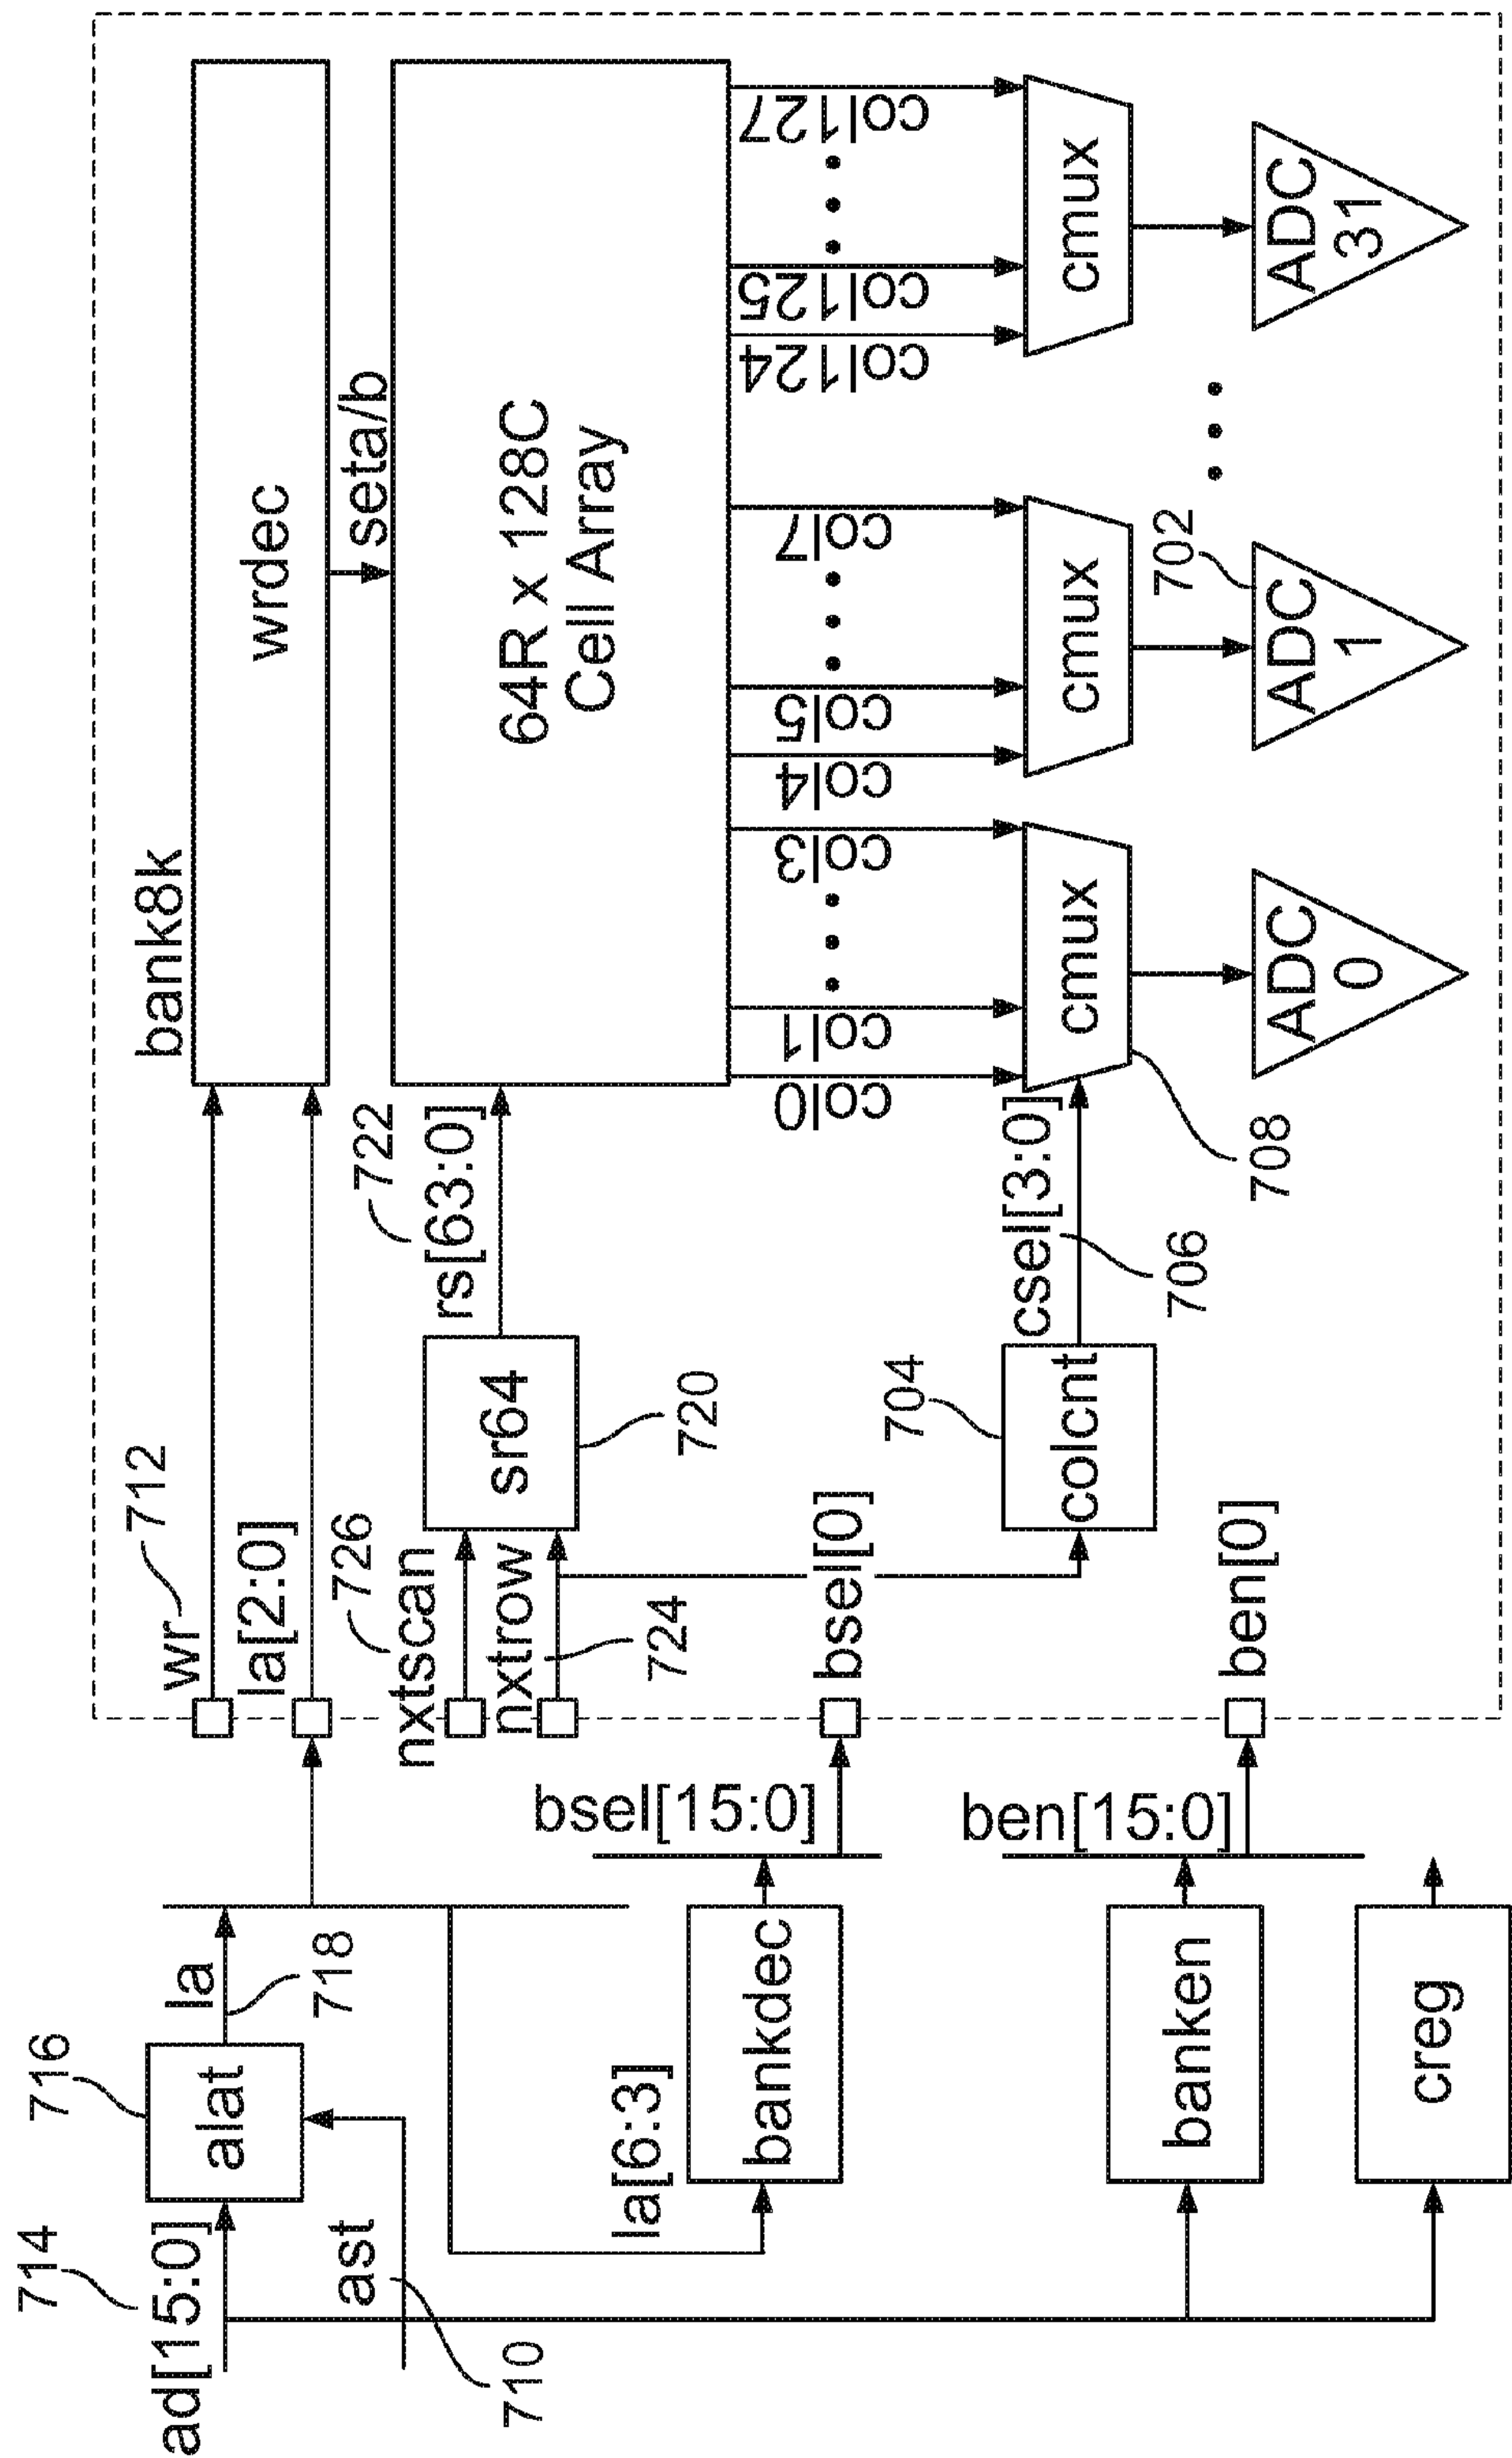 bank8k
wr
712
la[2:0]
wrdec
seta/b
64R x 128C
Cell Array
722
rs[63:0]
726
nxtscan
nxtrow
724
sr64
720
col0
col1
col3
col4
col5
col7
col124
col125
col127
cmux
cmux
cmux
ADC
0
ADC
1
ADC
31
702
708
csel[3:0]
706
704
colcnt
bsel[0]
ben[0]
bsel[15:0]
ben[15:0]
714
ad[15:0]
716
alat
la
718
ast
710
la[6:3]
bankdec
banken
creg